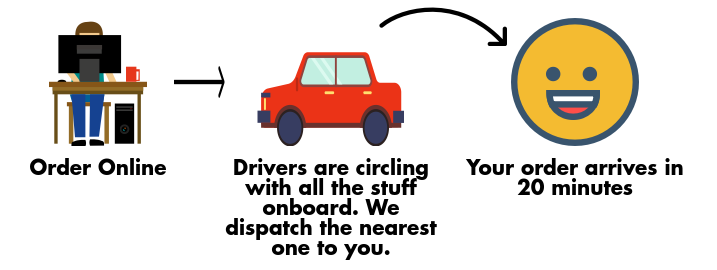 Order Online
Drivers are circling
with all the stuff
onboard. We
dispatch the nearest
one to you.
Your order arrives in
20 minutes